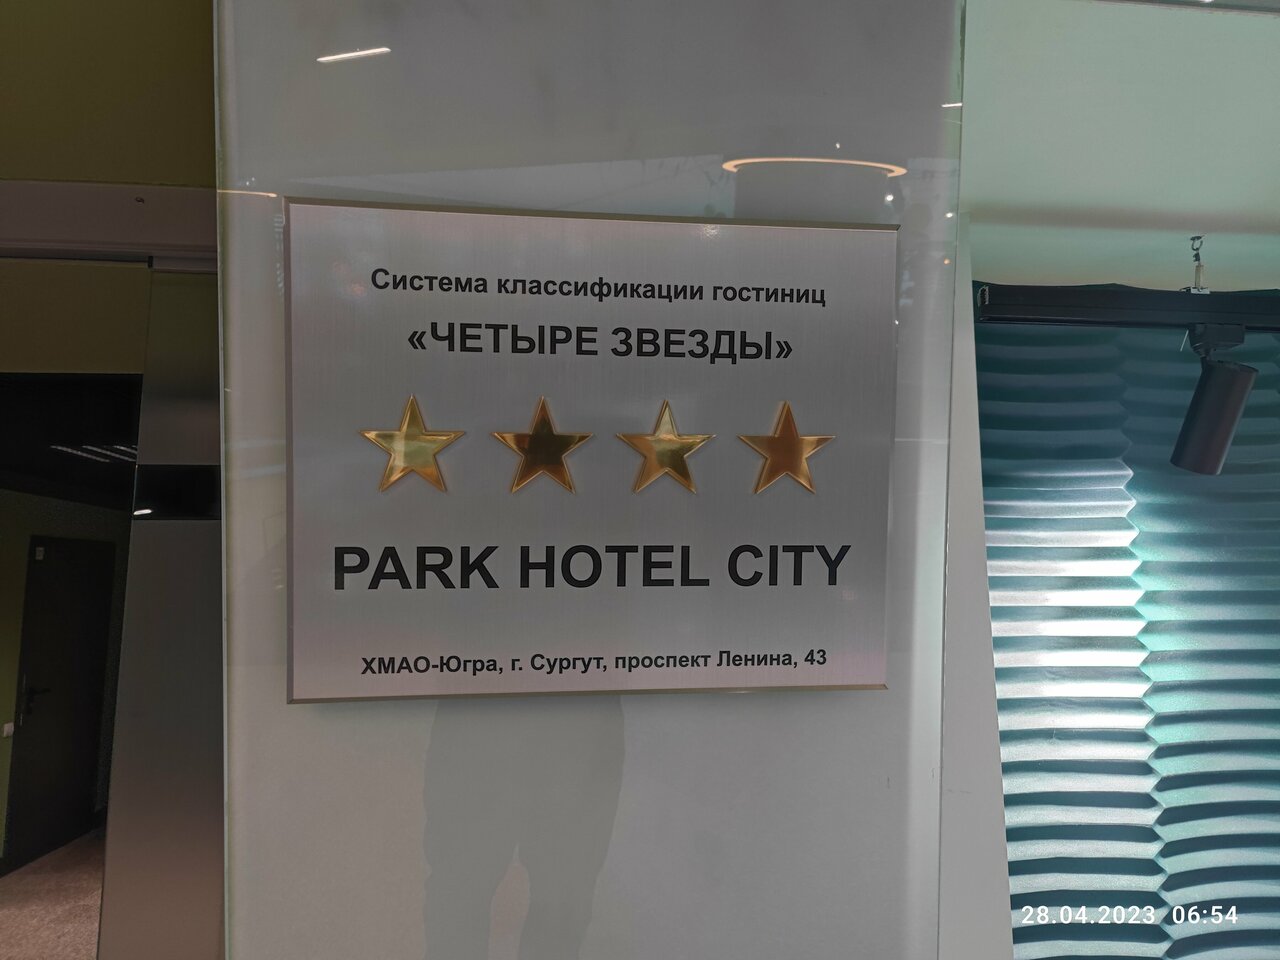 Система классификации гостиниц
«ЧЕТЫРЕ ЗВЕЗДЫ»
PARK HOTEL CITY
ХМАО-Югра, г. Сургут, проспект Ленина, 43
28.04.2023 06:54